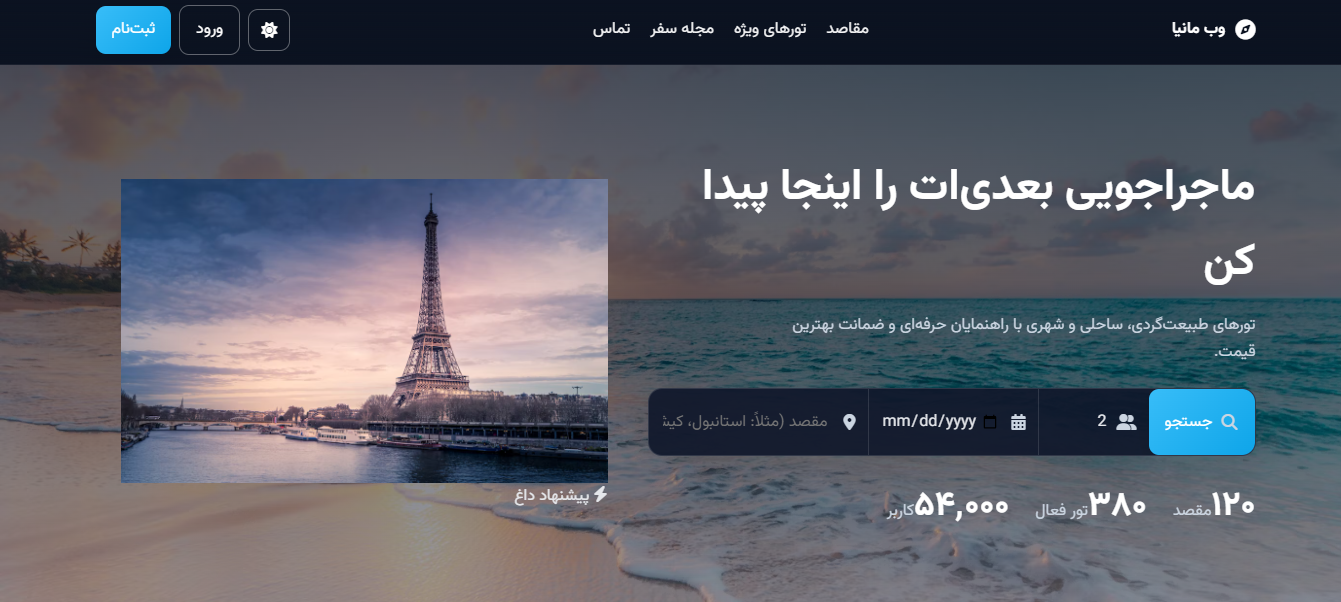 وب مانیا
مقاصد
تورهای ویژه
مجله سفر
تماس
ورود
ثبت‌نام
ماجراجویی بعدی‌ات را اینجا پیدا
کن
تورهای طبیعت‌گردی، ساحلی و شهری با راهنمایان حرفه‌ای و ضمانت بهترین
قیمت.
جستجو
2
mm/dd/yyyy
مقصد (مثلاً: استانبول، کیش
۱۲۰ مقصد
۳۸۰ تور فعال
۵۴,۰۰۰ کاربر
پیشنهاد داغ